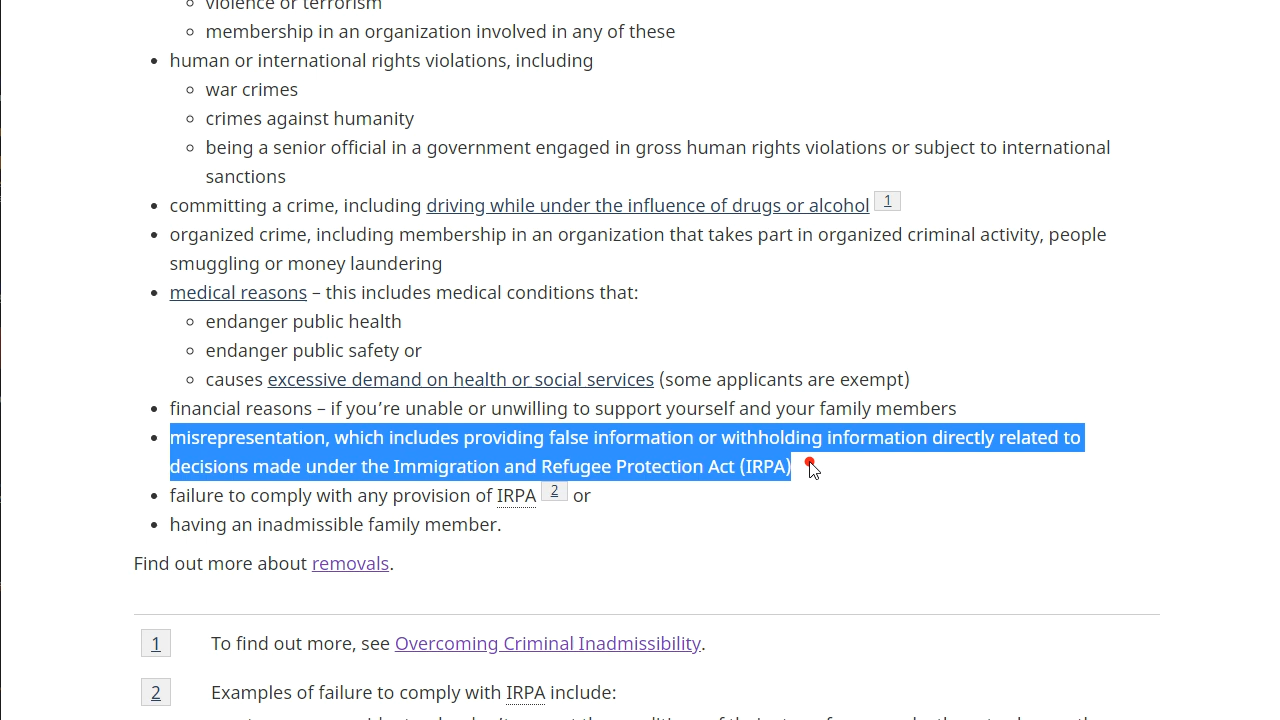 violence or terrorism
membership in an organization involved in any of these
human or international rights violations, including
war crimes
crimes against humanity
being a senior official in a government engaged in gross human rights violations or subject to international
sanctions
committing a crime, including driving while under the influence of drugs or alcohol 1
organized crime, including membership in an organization that takes part in organized criminal activity, people
smuggling or money laundering
medical reasons – this includes medical conditions that:
endanger public health
endanger public safety or
causes excessive demand on health or social services (some applicants are exempt)
financial reasons – if you’re unable or unwilling to support yourself and your family members
misrepresentation, which includes providing false information or withholding information directly related to
decisions made under the Immigration and Refugee Protection Act (IRPA)
failure to comply with any provision of IRPA 2 or
having an inadmissible family member.
Find out more about removals.
1 To find out more, see Overcoming Criminal Inadmissibility.
2 Examples of failure to comply with IRPA include: